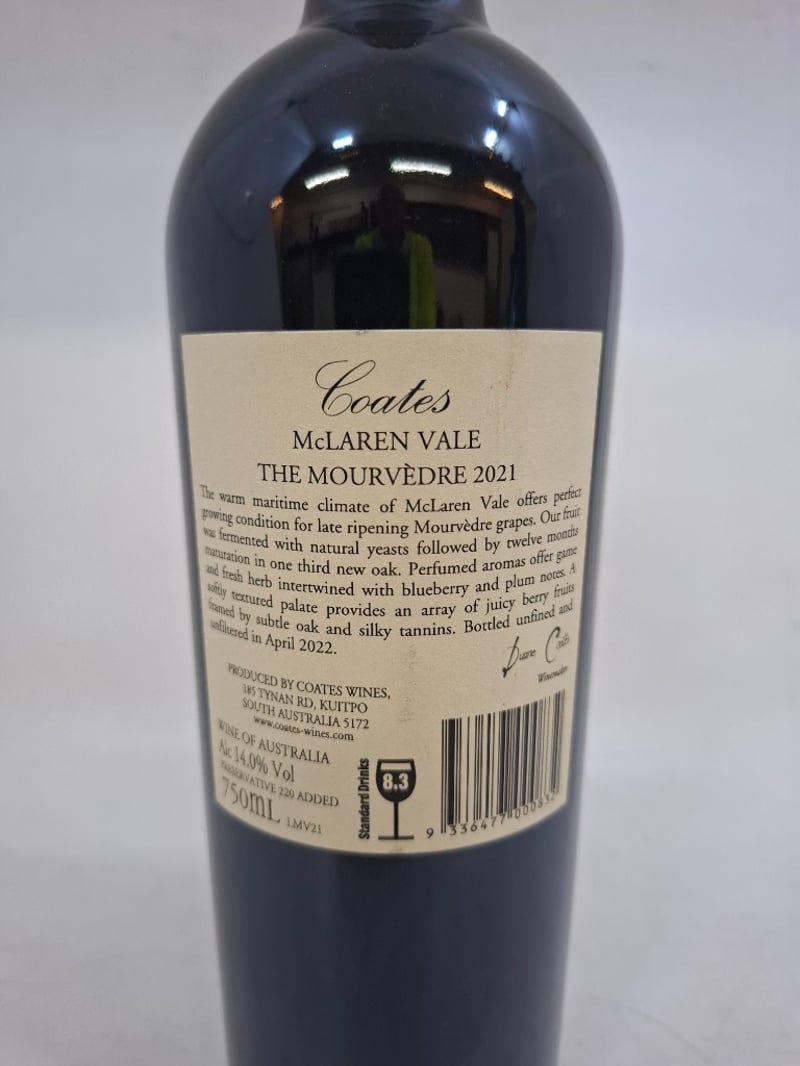 Coates
McLAREN VALE
THE MOURVÈDRE 2021
The warm maritime climate of McLaren Vale offers perfect
growing condition for late ripening Mourvèdre grapes. Our fruit
was fermented with natural yeasts followed by twelve months
maturation in one third new oak. Perfumed aromas offer game
and fresh herb intertwined with blueberry and plum notes. A
softly textured palate provides an array of juicy berry fruits
framed by subtle oak and silky tannins. Bottled unfined and
unfiltered in April 2022.
Duane Coates
Winemaker
PRODUCED BY COATES WINES,
185 TYNAN RD, KUITPO
SOUTH AUSTRALIA 5172
www.coates-wines.com
WINE OF AUSTRALIA
Alc 14.0% Vol
PRESERVATIVE 220 ADDED
750mL LMV21
Standard Drinks
8.3
9 336477 000832